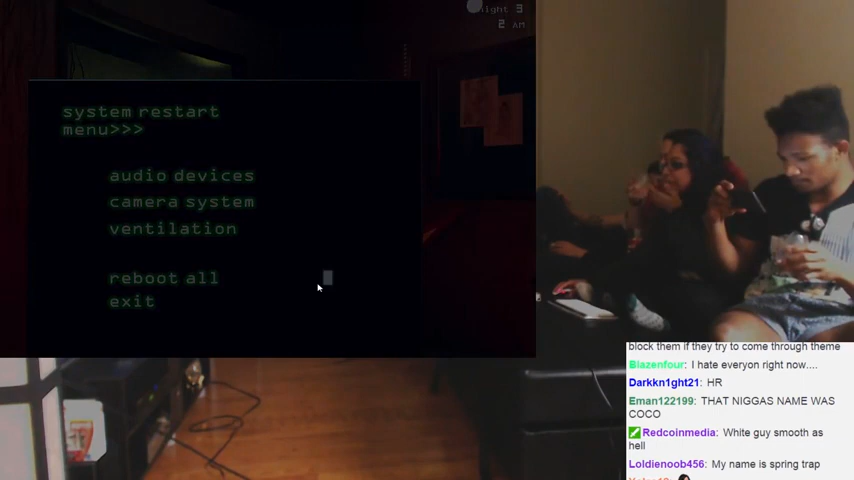 night 3
2 AM
system restart
menu>>>
audio devices
camera system
ventilation
reboot all
exit
block them if they try to come through theme
Blazenfour: I hate everyon right now....
Darkkn1ght21: HR
Eman122199: THAT NIGGAS NAME WAS
COCO
Redcoinmedia: White guy smooth as
hell
Loldienoob456: My name is spring trap